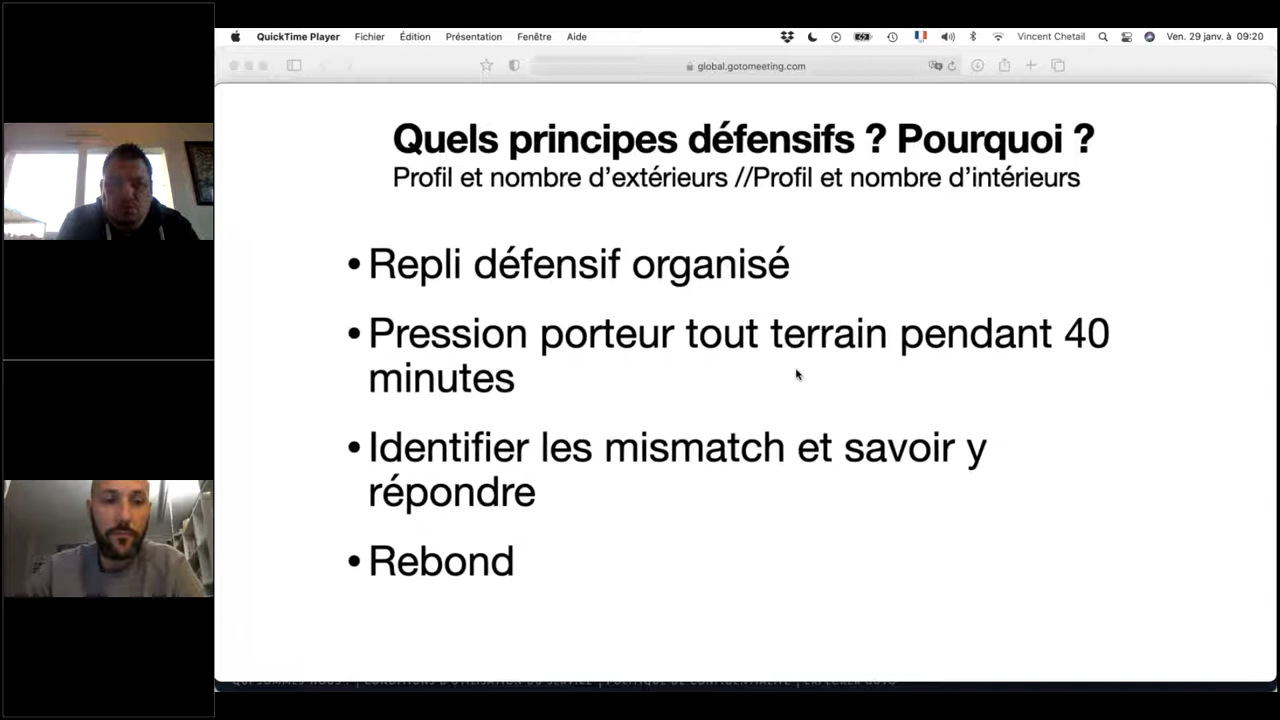 QuickTime Player Fichier Édition Présentation Fenêtre Aide Vincent Chetail Ven. 29 janv. à 09:20
global.gotomeeting.com
Quels principes défensifs ? Pourquoi ?
Profil et nombre d’extérieurs //Profil et nombre d’intérieurs
• Repli défensif organisé
• Pression porteur tout terrain pendant 40
minutes
• Identifier les mismatch et savoir y
répondre
• Rebond